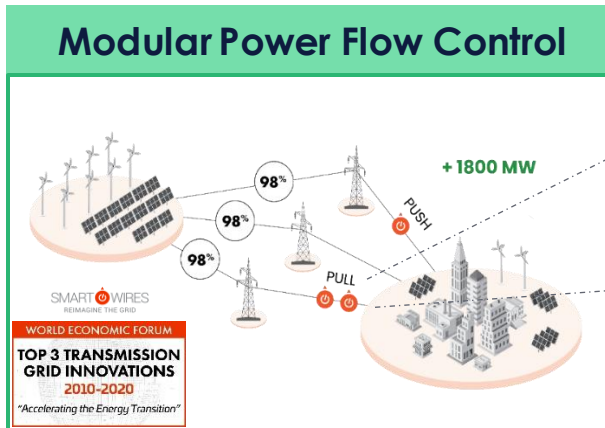 Modular Power Flow Control
98%
98%
98%
+ 1800 MW
PUSH
PULL
SMART WIRES
REIMAGINE THE GRID
WORLD ECONOMIC FORUM
TOP 3 TRANSMISSION
GRID INNOVATIONS
2010-2020
"Accelerating the Energy Transition"